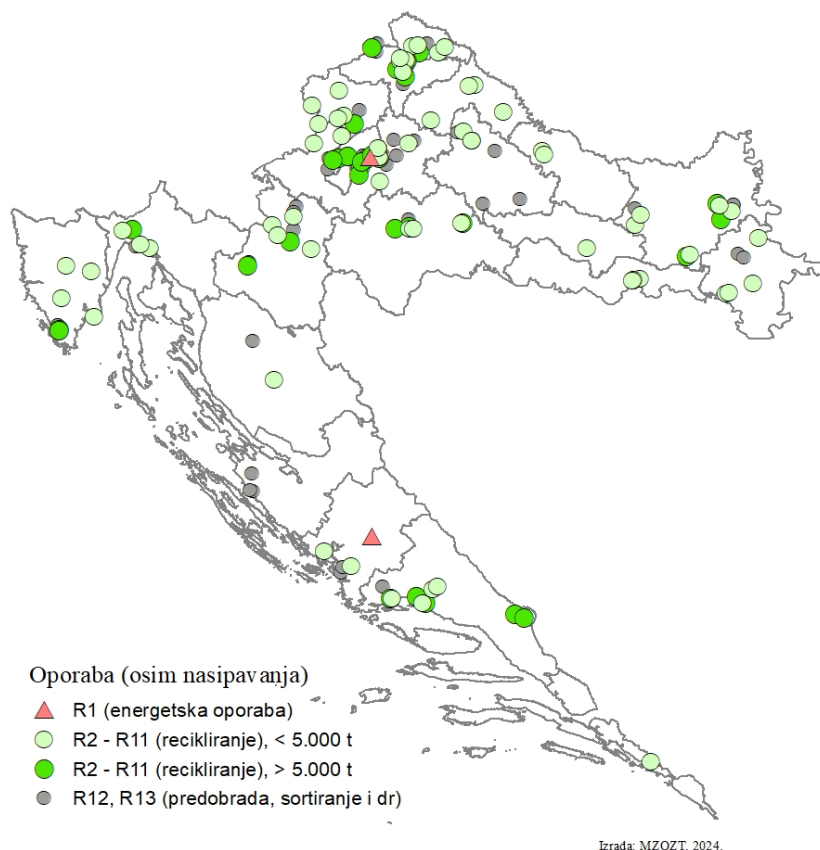 Oporaba (osim nasipavanja)
R1 (energetska oporaba)
R2 - R11 (recikliranje), < 5.000 t
R2 - R11 (recikliranje), > 5.000 t
R12, R13 (predobrada, sortiranje i dr)
Izrada: MZOZT, 2024.